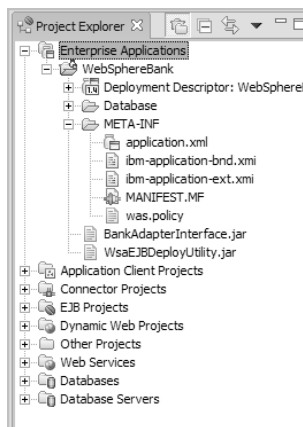 Project Explorer
Enterprise Applications
WebSphereBank
Deployment Descriptor: WebSphere
Database
META-INF
application.xml
ibm-application-bnd.xmi
ibm-application-ext.xmi
MANIFEST.MF
was.policy
BankAdapterInterface.jar
WsaEJBDeployUtility.jar
Application Client Projects
Connector Projects
EJB Projects
Dynamic Web Projects
Other Projects
Web Services
Databases
Database Servers